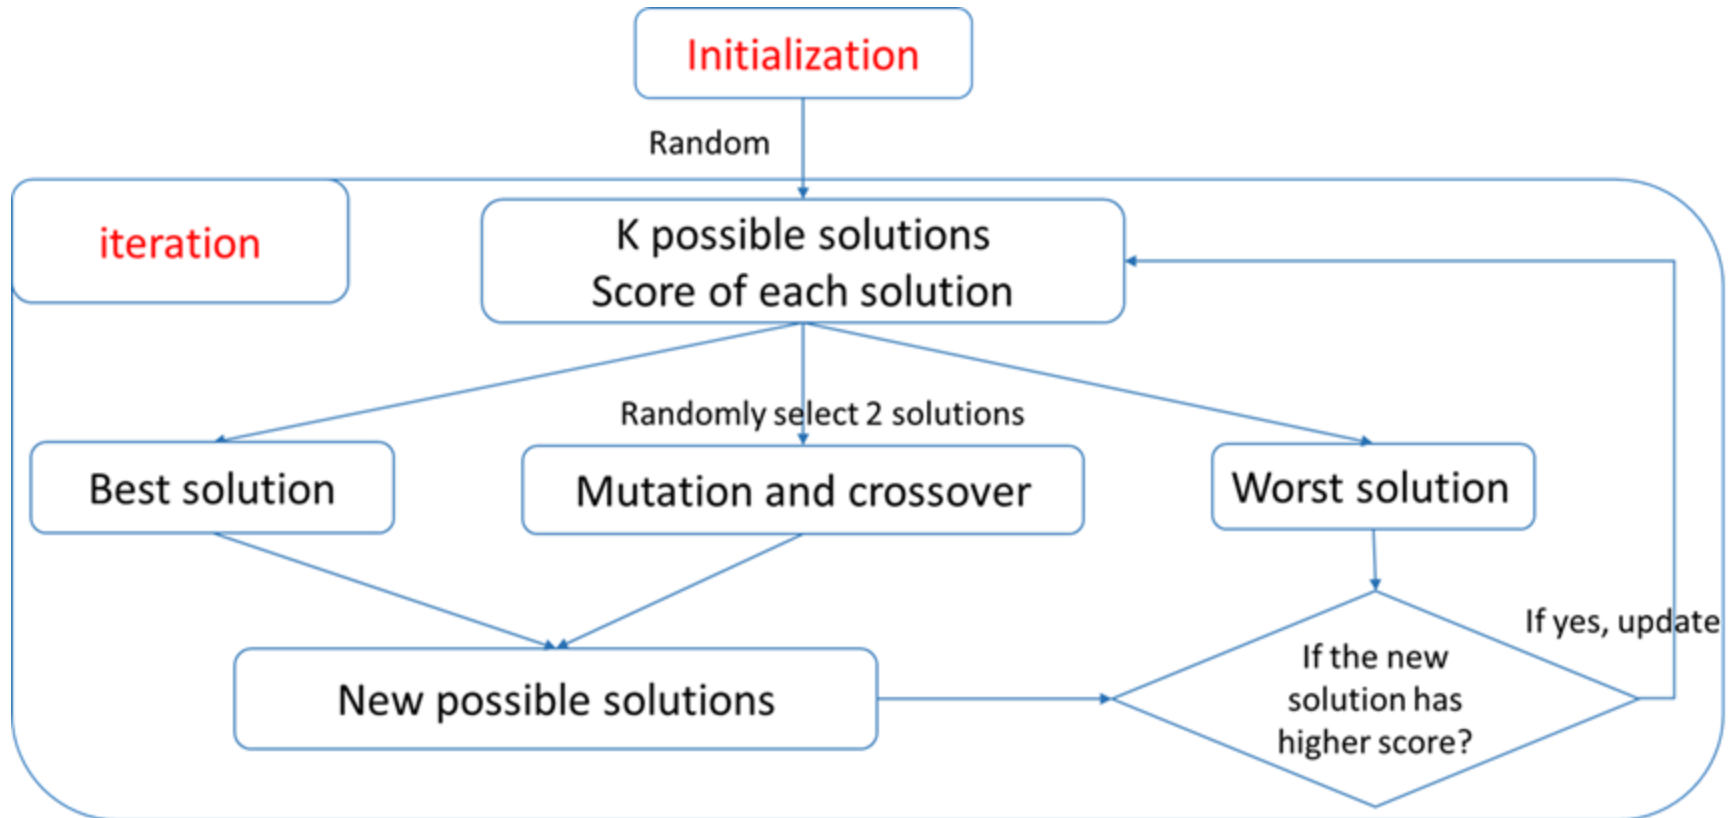 Initialization
Random
iteration
K possible solutions
Score of each solution
Randomly select 2 solutions
Best solution
Mutation and crossover
Worst solution
If yes, update
If the new
solution has
higher score?
New possible solutions